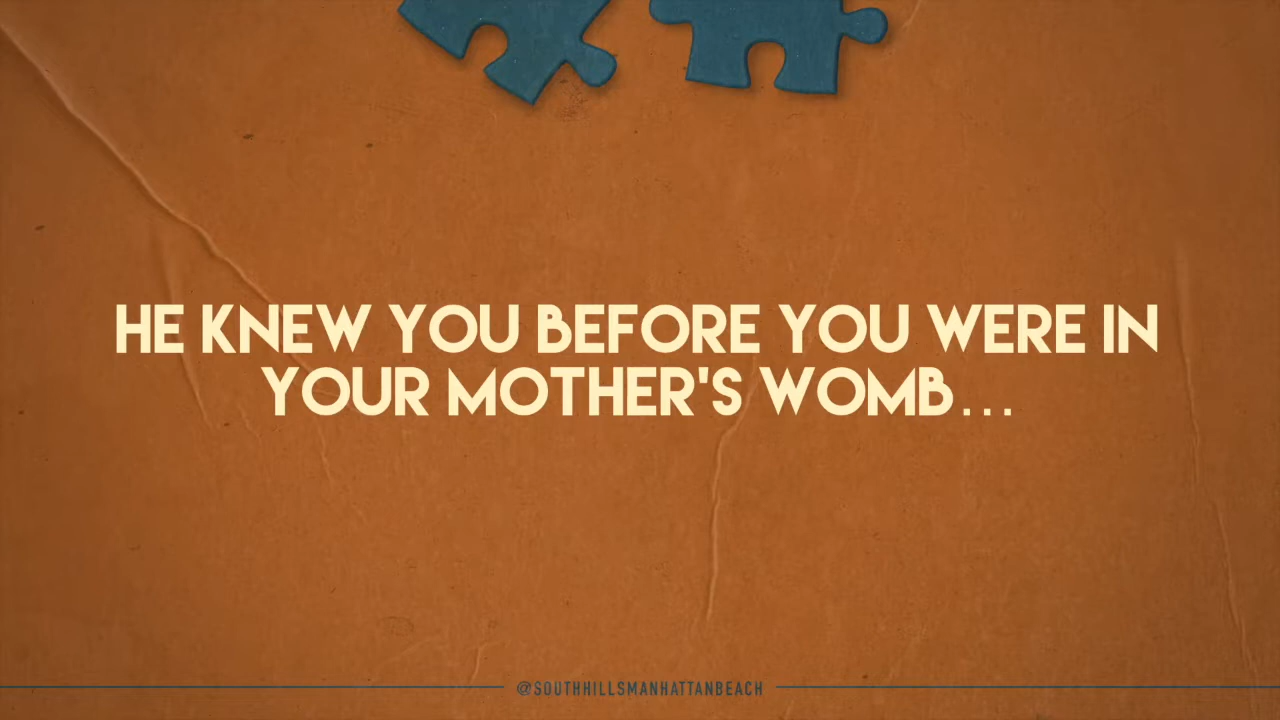 HE KNEW YOU BEFORE YOU WERE IN
YOUR MOTHER'S WOMB...
@SOUTHHILLSMANHATTANBEACH